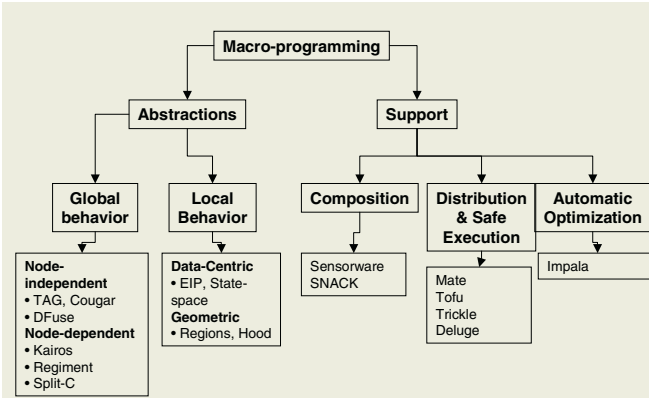 Macro-programming
Abstractions
Support
Global
behavior
Local
Behavior
Composition
Distribution
& Safe
Execution
Automatic
Optimization
Node-
independent
• TAG, Cougar
• DFuse
Node-dependent
• Kairos
• Regiment
• Split-C
Data-Centric
• EIP, State-
space
Geometric
• Regions, Hood
Sensorware
SNACK
Mate
Tofu
Trickle
Deluge
Impala